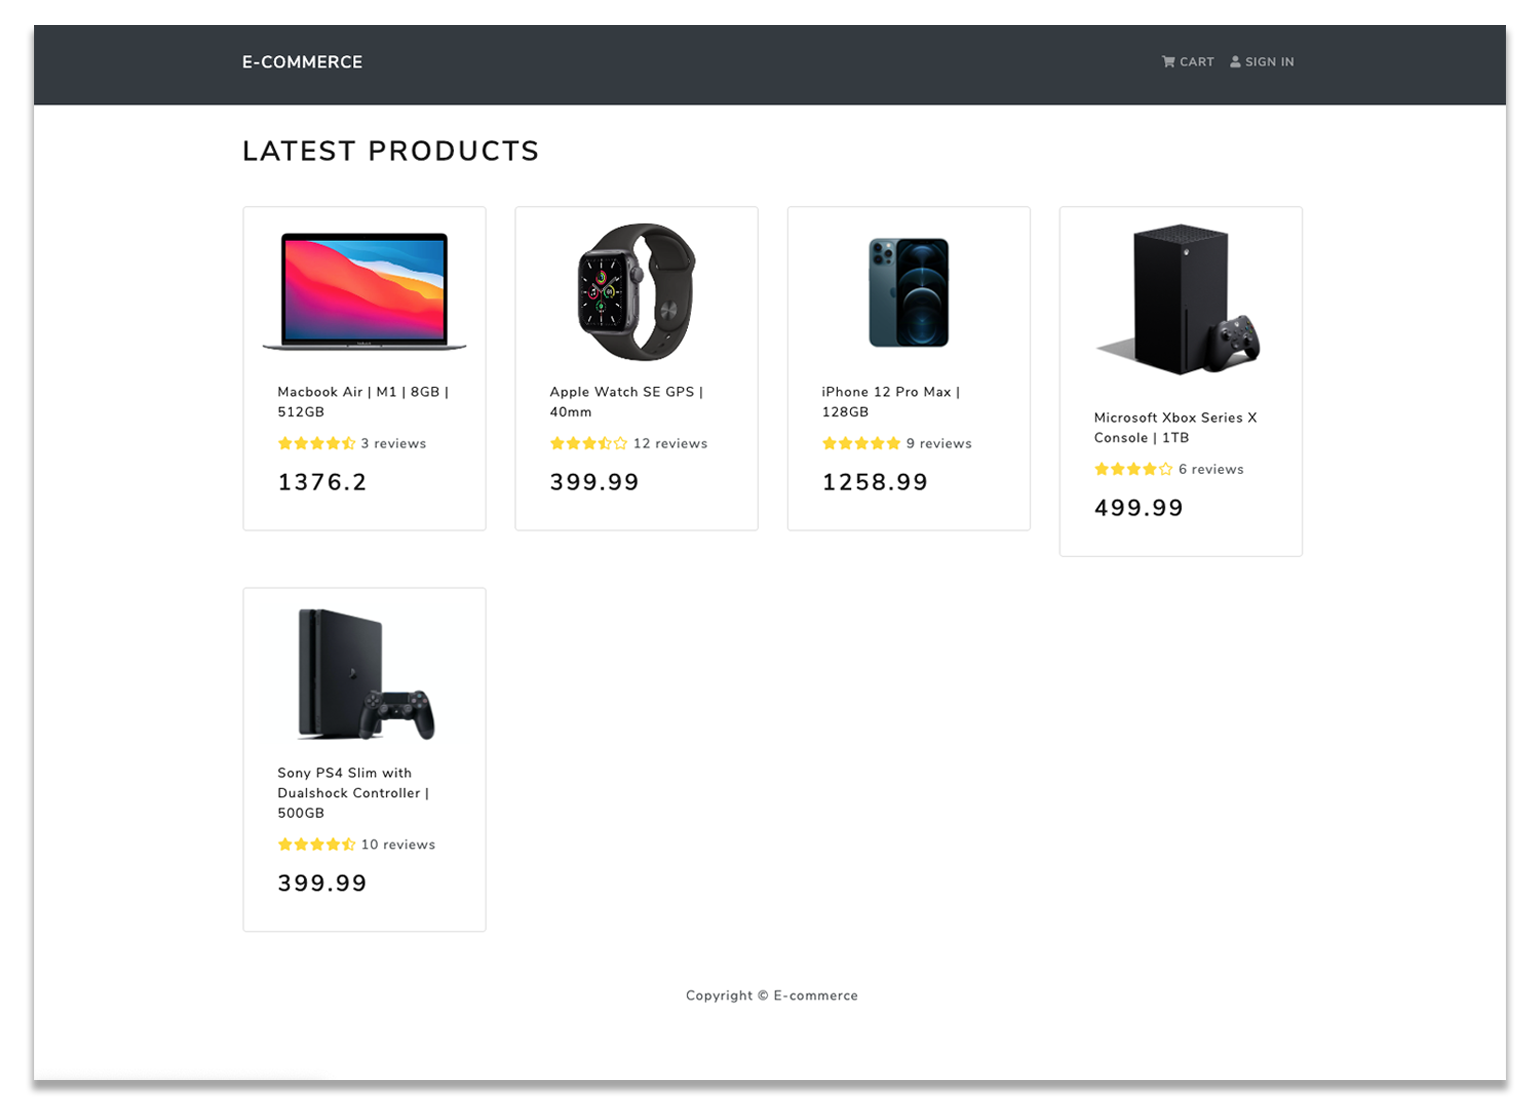 E-COMMERCE
CART
SIGN IN
LATEST PRODUCTS
Macbook Air | M1 | 8GB |
512GB
3 reviews
1376.2
Apple Watch SE GPS |
40mm
12 reviews
399.99
iPhone 12 Pro Max |
128GB
9 reviews
1258.99
Microsoft Xbox Series X
Console | 1TB
6 reviews
499.99
Sony PS4 Slim with
Dualshock Controller |
500GB
10 reviews
399.99
Copyright © E-commerce